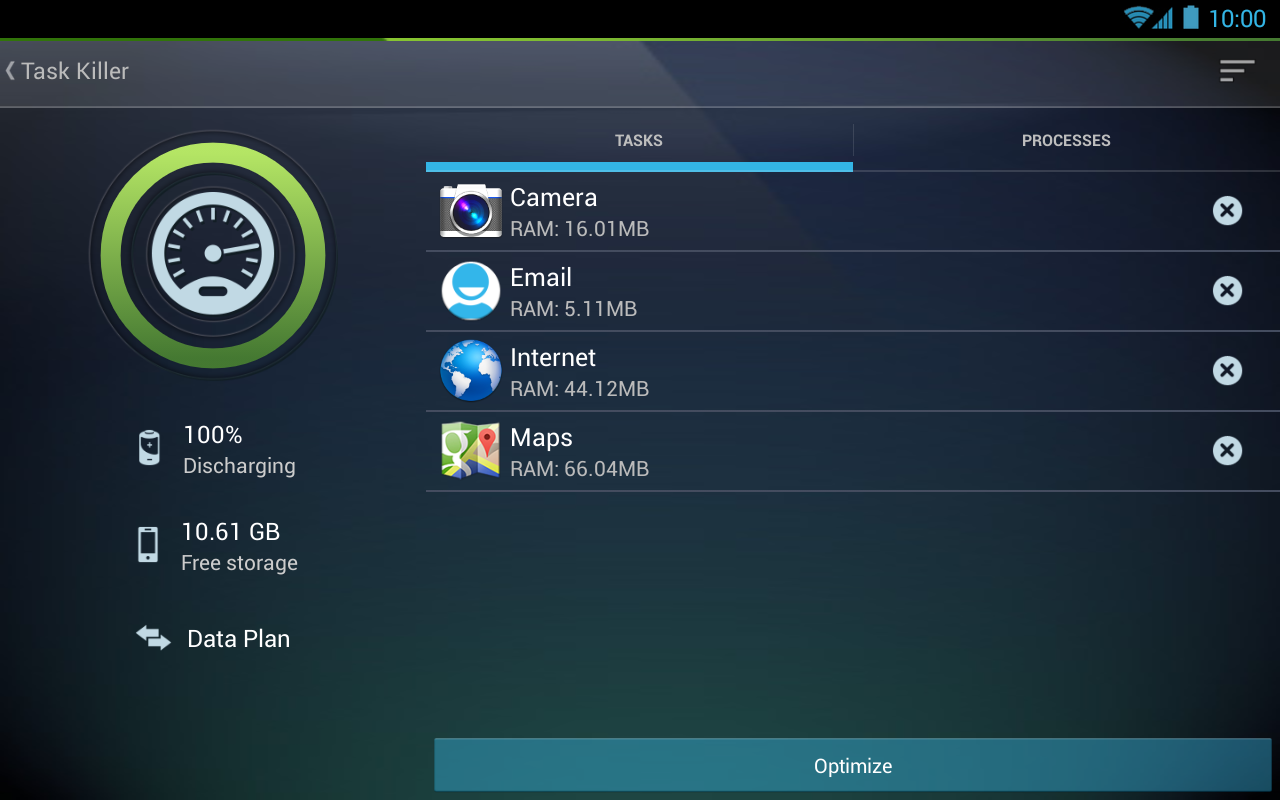 10:00
Task Killer
TASKS
PROCESSES
Camera
RAM: 16.01MB
Email
RAM: 5.11MB
Internet
RAM: 44.12MB
Maps
RAM: 66.04MB
100%
Discharging
10.61 GB
Free storage
Data Plan
Optimize